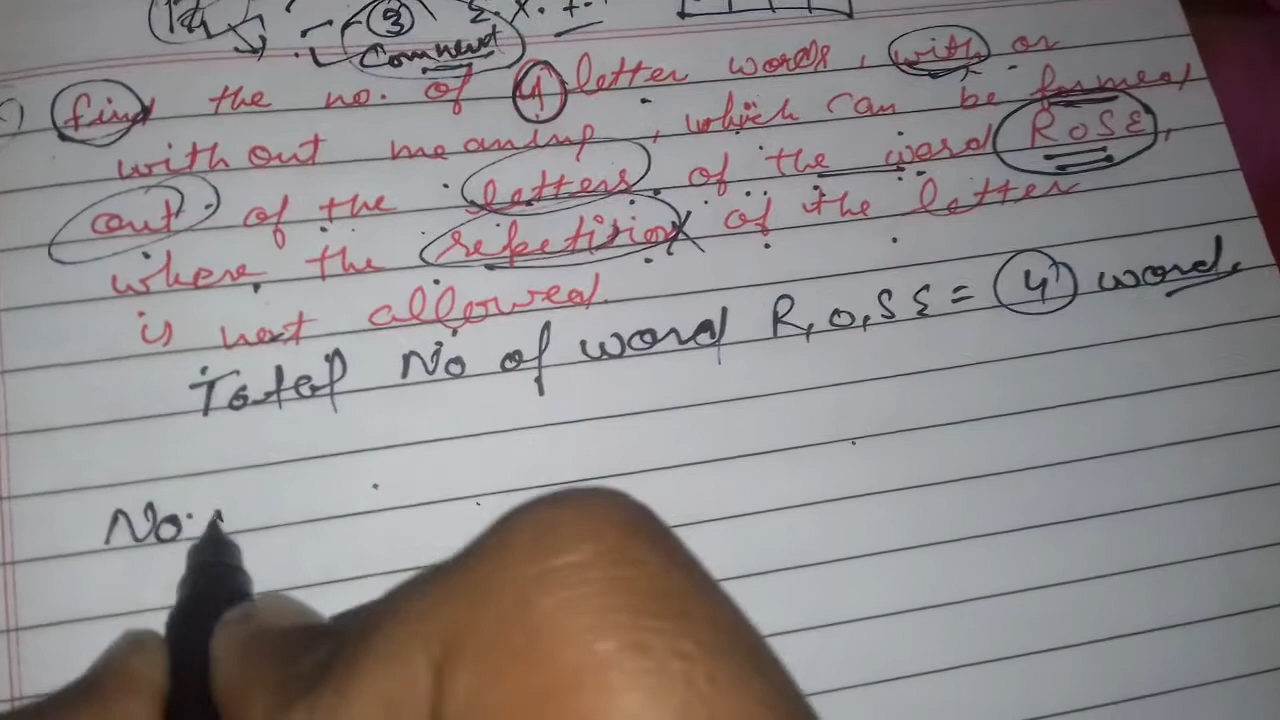 3
Comment
find the no. of 4 letter words, with or
without meaning, which can be formed
out of the letters of the word ROSE,
where the repetition of the letter
is not allowed.
Total No of word R, O, S E = 4 word.
No.